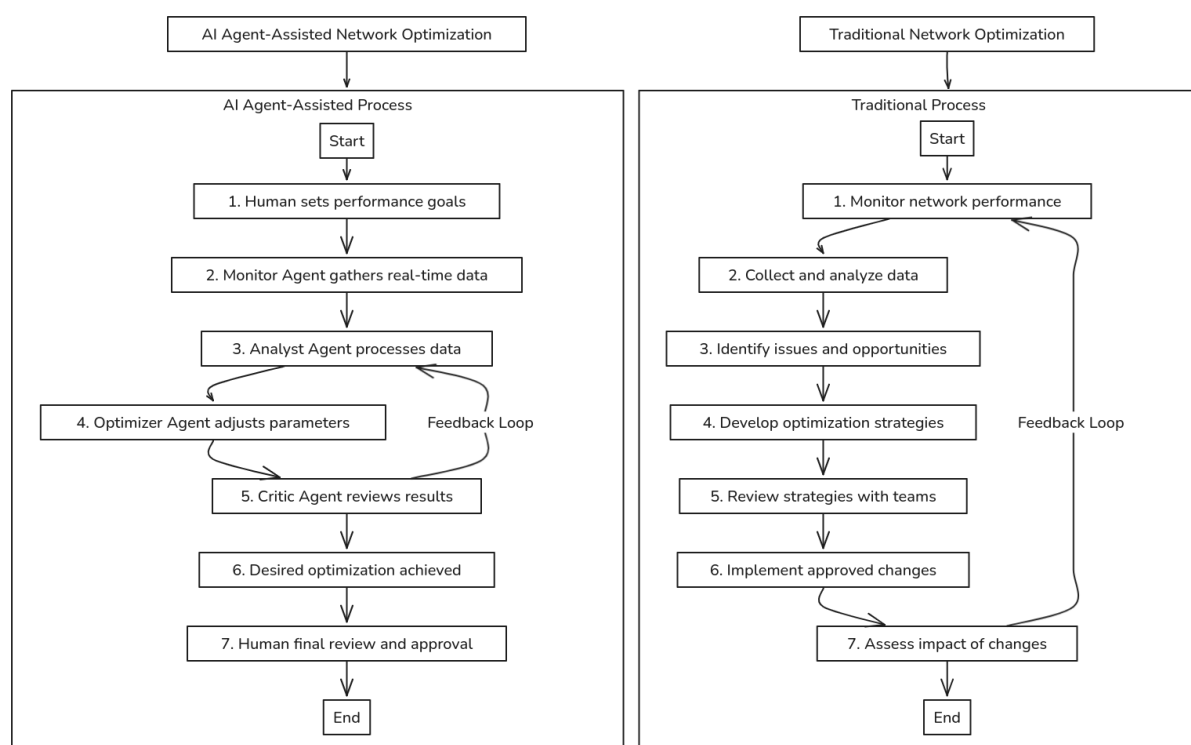 AI Agent-Assisted Network Optimization
AI Agent-Assisted Process
Start
1. Human sets performance goals
2. Monitor Agent gathers real-time data
3. Analyst Agent processes data
4. Optimizer Agent adjusts parameters
Feedback Loop
5. Critic Agent reviews results
6. Desired optimization achieved
7. Human final review and approval
End
Traditional Network Optimization
Traditional Process
Start
1. Monitor network performance
2. Collect and analyze data
3. Identify issues and opportunities
4. Develop optimization strategies
Feedback Loop
5. Review strategies with teams
6. Implement approved changes
7. Assess impact of changes
End